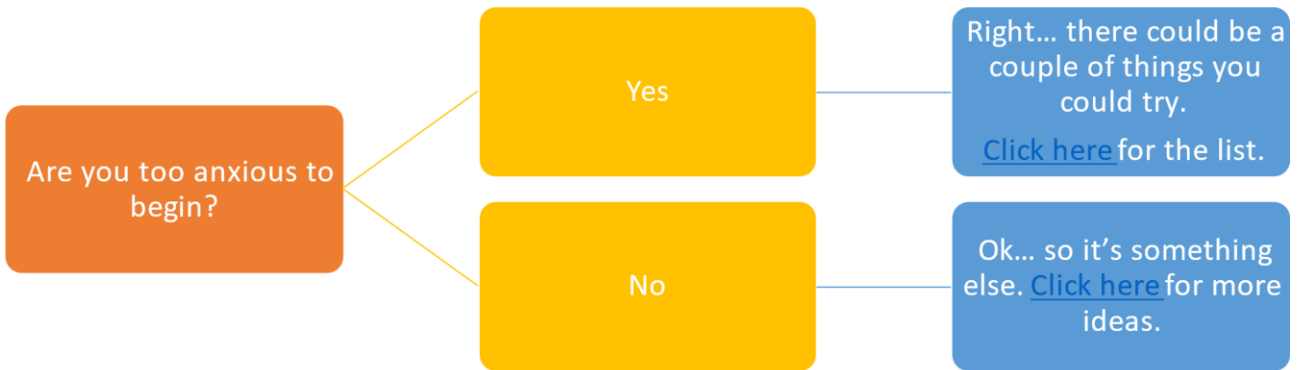 Are you too anxious to
begin?
Yes
Right… there could be a
couple of things you
could try.
Click here for the list.
No
Ok… so it’s something
else. Click here for more
ideas.